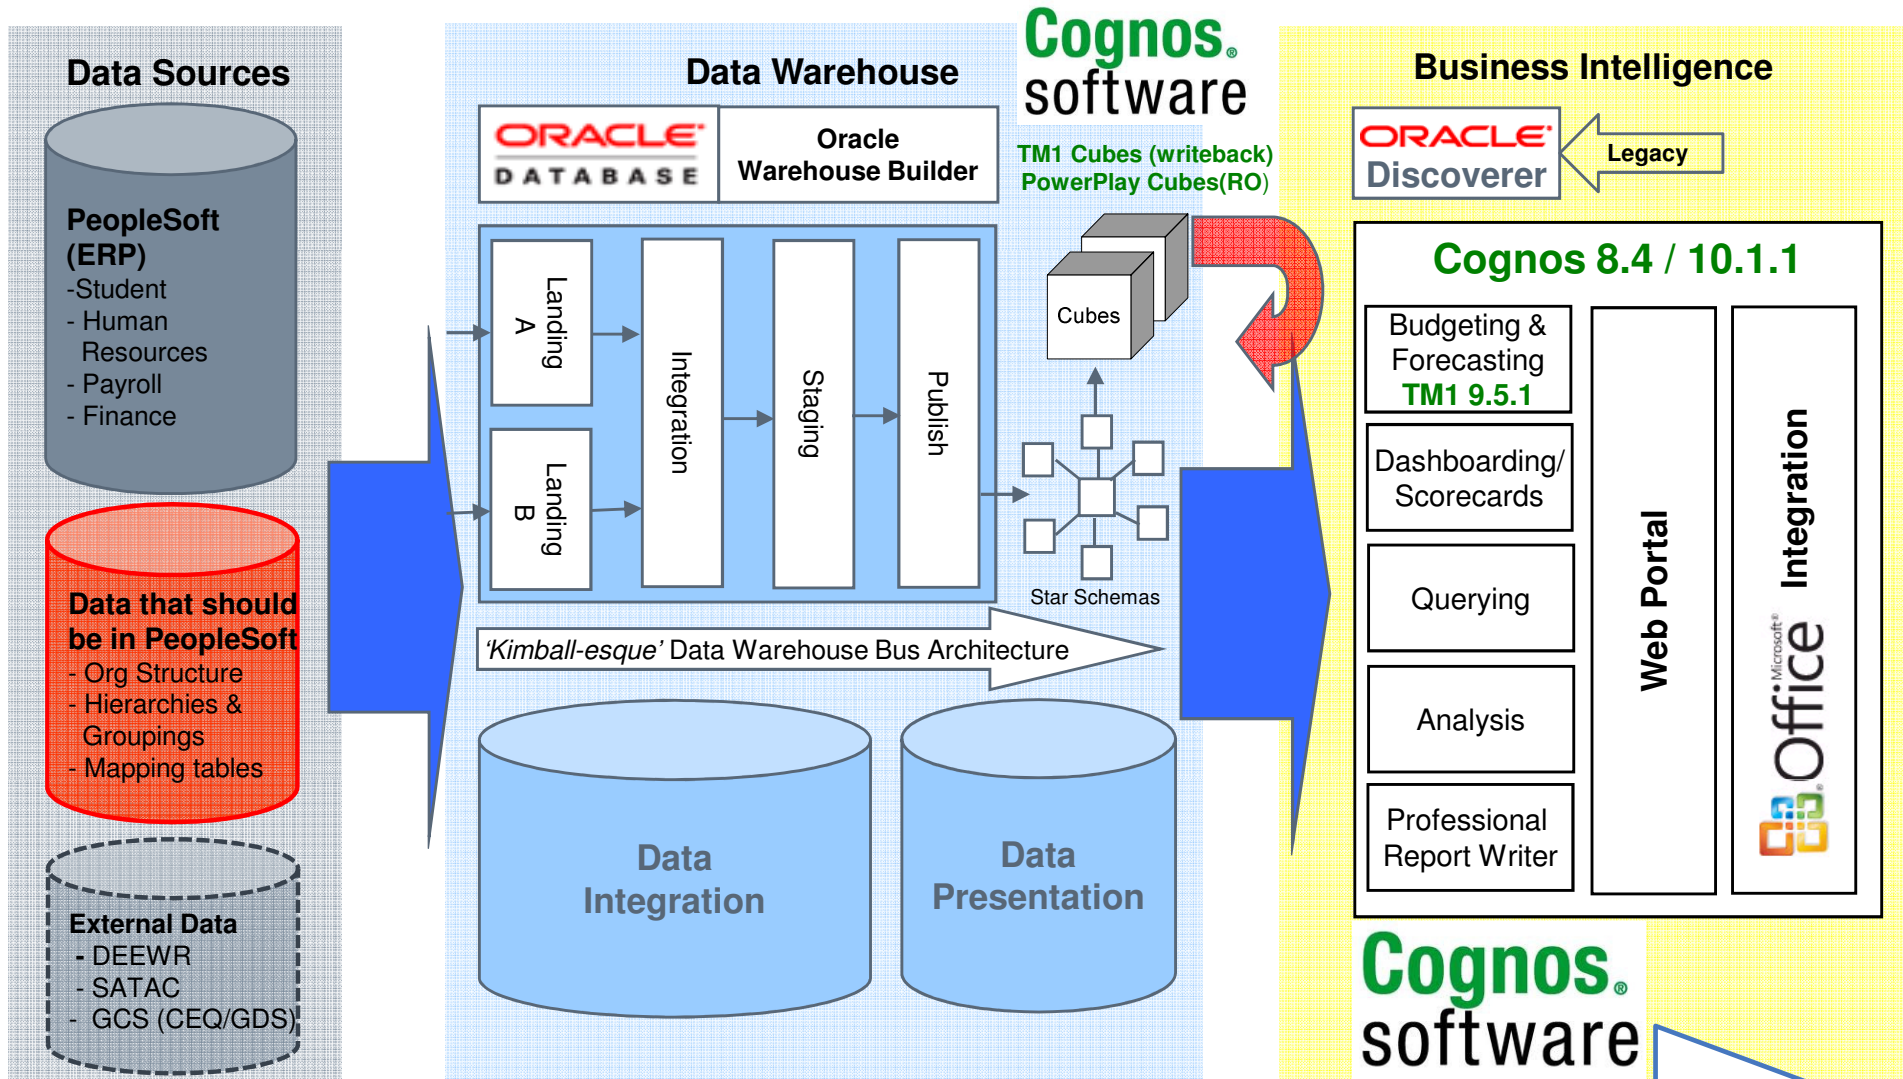 Data Sources
PeopleSoft
(ERP)
-Student
- Human
Resources
- Payroll
- Finance
Data that should
be in PeopleSoft
- Org Structure
- Hierarchies &
Groupings
- Mapping tables
External Data
- DEEWR
- SATAC
- GCS (CEQ/GDS)
Data Warehouse
ORACLE
DATABASE
Oracle
Warehouse Builder
Cognos®
software
TM1 Cubes (writeback)
PowerPlay Cubes(RO)
Landing
A
Landing
B
Integration
Staging
Publish
Cubes
Star Schemas
'Kimball-esque' Data Warehouse Bus Architecture
Data
Integration
Data
Presentation
Business Intelligence
ORACLE
Discoverer
Legacy
Cognos 8.4 / 10.1.1
Budgeting &
Forecasting
TM1 9.5.1
Dashboarding/
Scorecards
Querying
Analysis
Professional
Report Writer
Web Portal
Microsoft®
Office
Integration
Cognos®
software